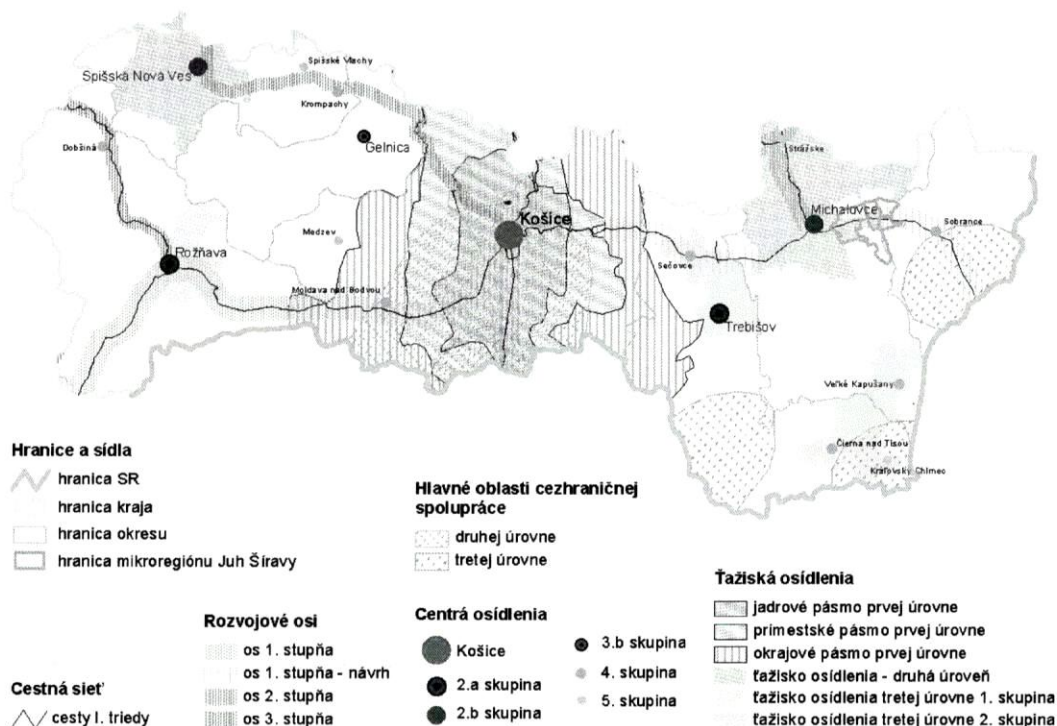 Spišské Vlachy
Spišská Nová Ves
Krompachy
Gelnica
Dobšiná
Strážske
Michalovce
Košice
Sobrance
Medzev
Rožňava
Sečovce
Moldava nad Bodvou
Trebišov
Veľké Kapušany
Čierna nad Tisou
Kráľovský Chlmec
Hranice a sídla
hranica SR
hranica kraja
hranica okresu
hranica mikroregiónu Juh Šíravy
Cestná sieť
cesty I. triedy
Rozvojové osi
os 1. stupňa
os 1. stupňa - návrh
os 2. stupňa
os 3. stupňa
Hlavné oblasti cezhraničnej
spolupráce
druhej úrovne
tretej úrovne
Centrá osídlenia
Košice
2.a skupina
2.b skupina
3.b skupina
4. skupina
5. skupina
Ťažiská osídlenia
jadrové pásmo prvej úrovne
prímestské pásmo prvej úrovne
okrajové pásmo prvej úrovne
ťažisko osídlenia - druhá úroveň
ťažisko osídlenia tretej úrovne 1. skupina
ťažisko osídlenia tretej úrovne 2. skupina